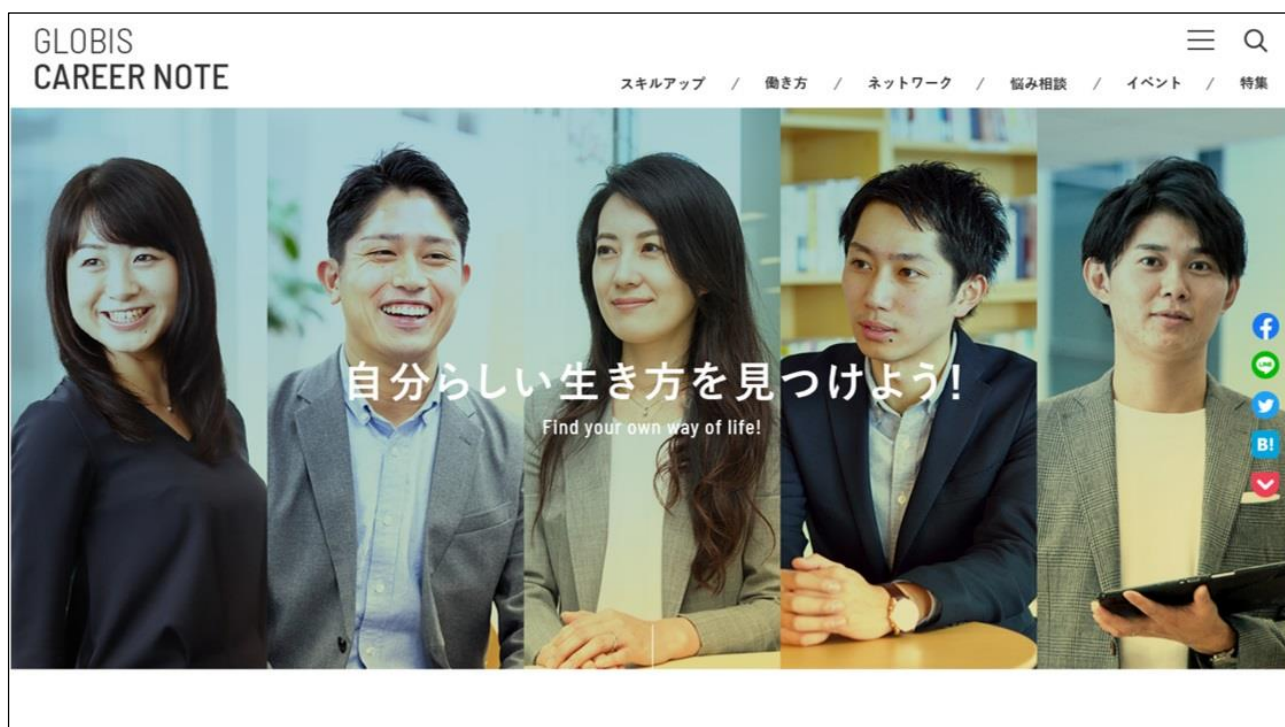 GLOBIS
CAREER NOTE
スキルアップ / 働き方 / ネットワーク / 悩み相談 / イベント / 特集
自分らしい生き方を見つけよう!
Find your own way of life!
LINE
B!